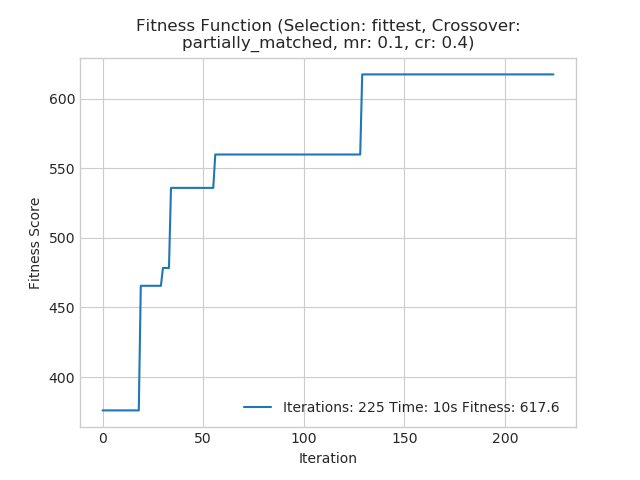 Fitness Function (Selection: fittest, Crossover:
partially_matched, mr: 0.1, cr: 0.4)
Fitness Score
600
550
500
450
400
Iterations: 225 Time: 10s Fitness: 617.6
0 50 100 150 200
Iteration